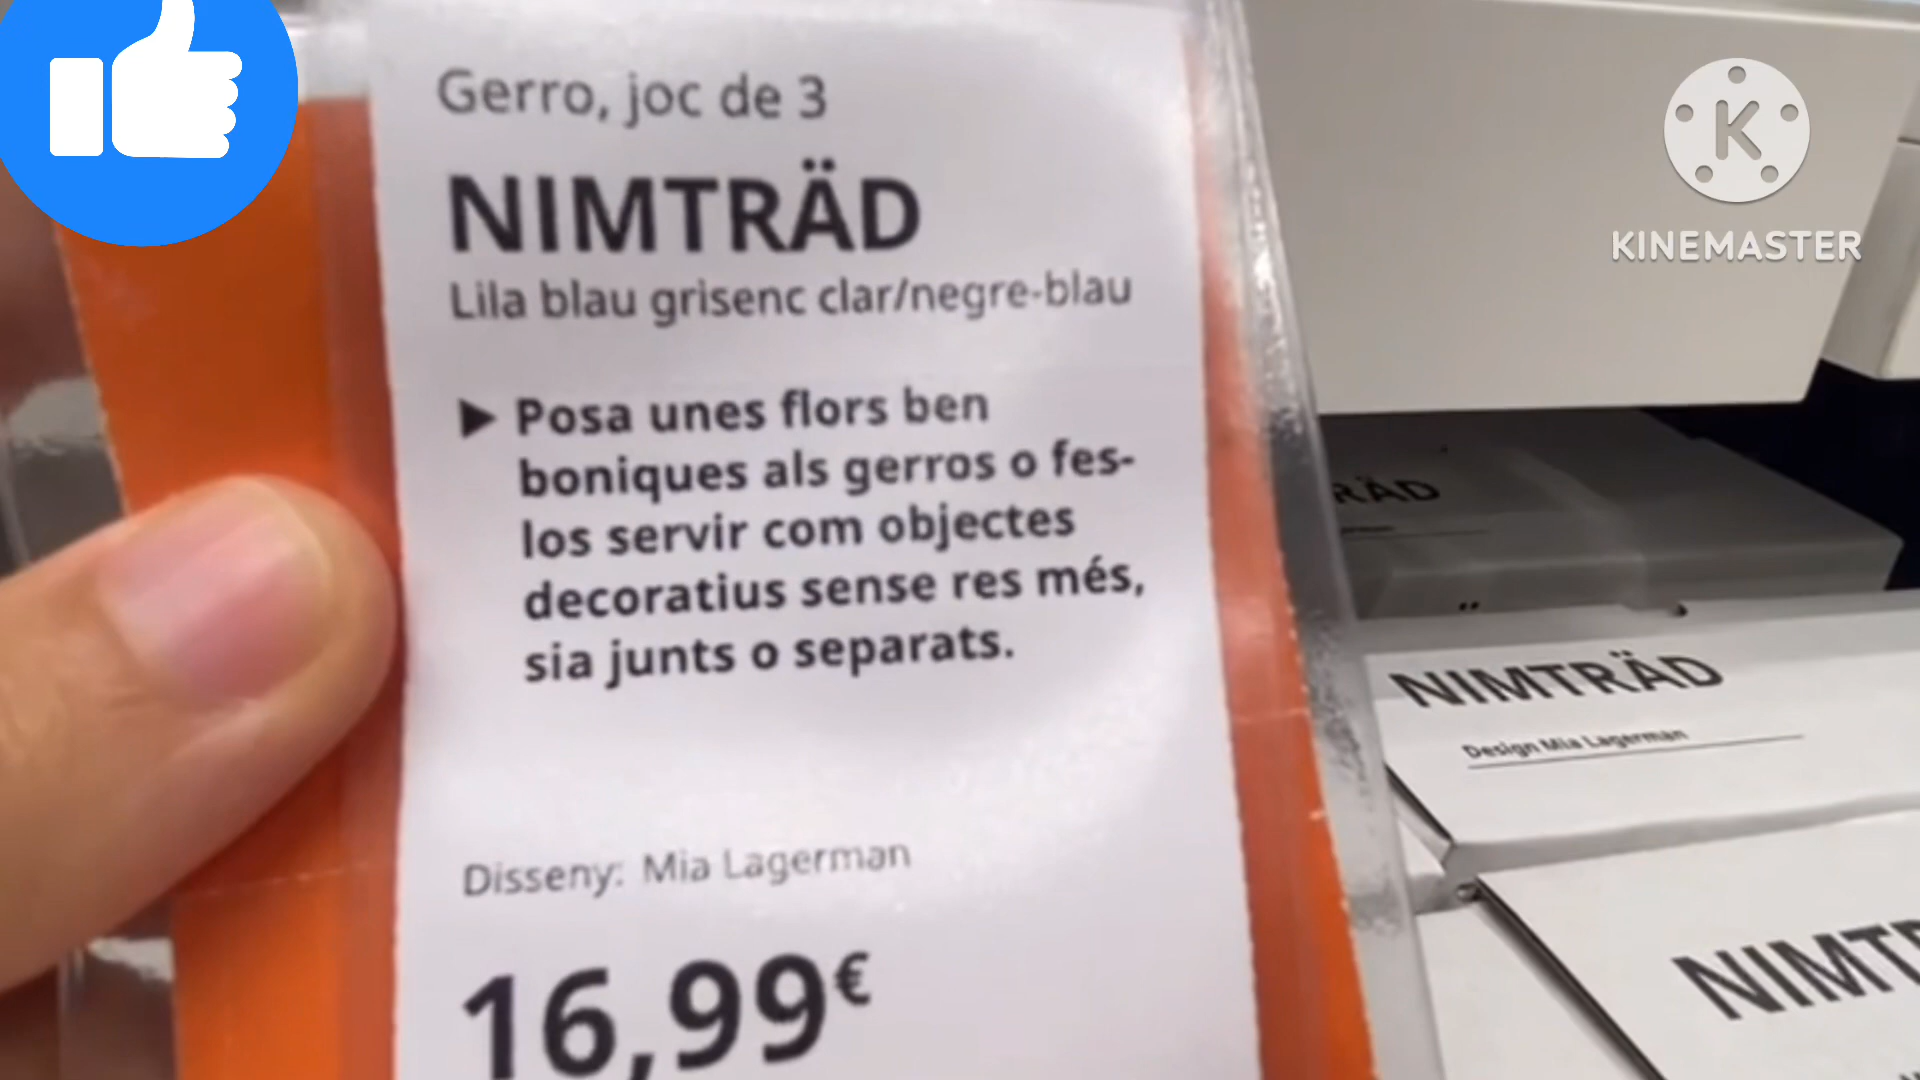 Gerro, joc de 3
NIMTRÄD
Lila blau grisenc clar/negre-blau
▶ Posa unes flors ben
boniques als gerros o fes-
los servir com objectes
decoratius sense res més,
sia junts o separats.
Disseny: Mia Lagerman
16,99€
KINEMASTER
RÄD
NIMTRÄD
Design Mia Lagerman
NIMT